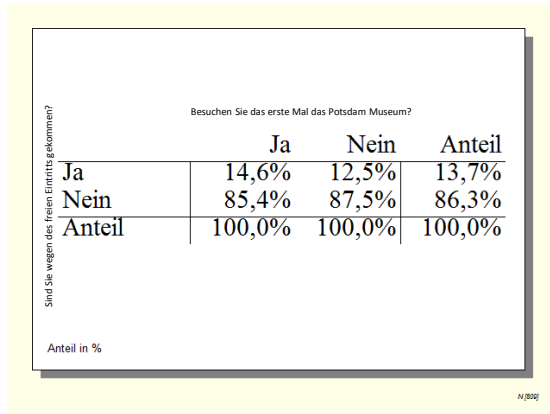 Besuchen Sie das erste Mal das Potsdam Museum?
Sind Sie wegen des freien Eintritts gekommen?
Ja Nein Anteil
Ja 14,6% 12,5% 13,7%
Nein 85,4% 87,5% 86,3%
Anteil 100,0% 100,0% 100,0%
Anteil in %
N [809]